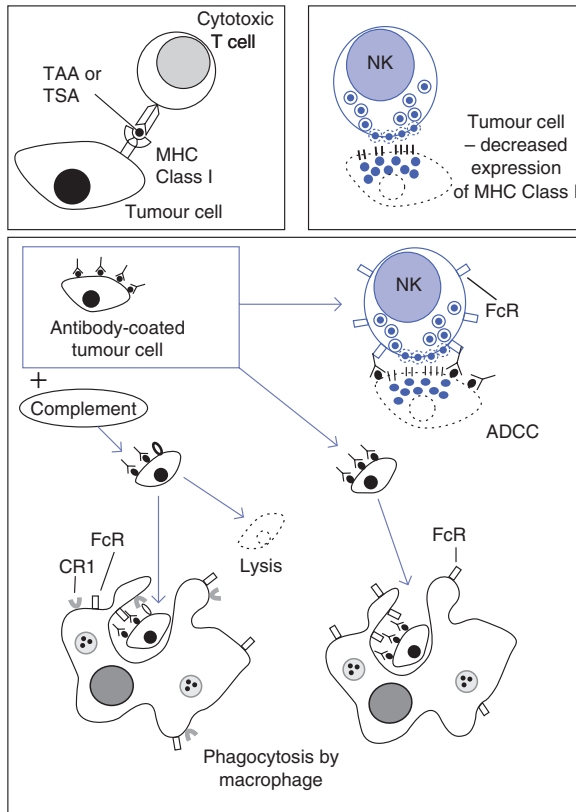 Cytotoxic
T cell
TAA or
TSA
MHC
Class I
Tumour cell
NK
Tumour cell
– decreased
expression
of MHC Class I
Antibody-coated
tumour cell
NK
FcR
+
Complement
ADCC
Lysis
FcR
CR1
FcR
Phagocytosis by
macrophage